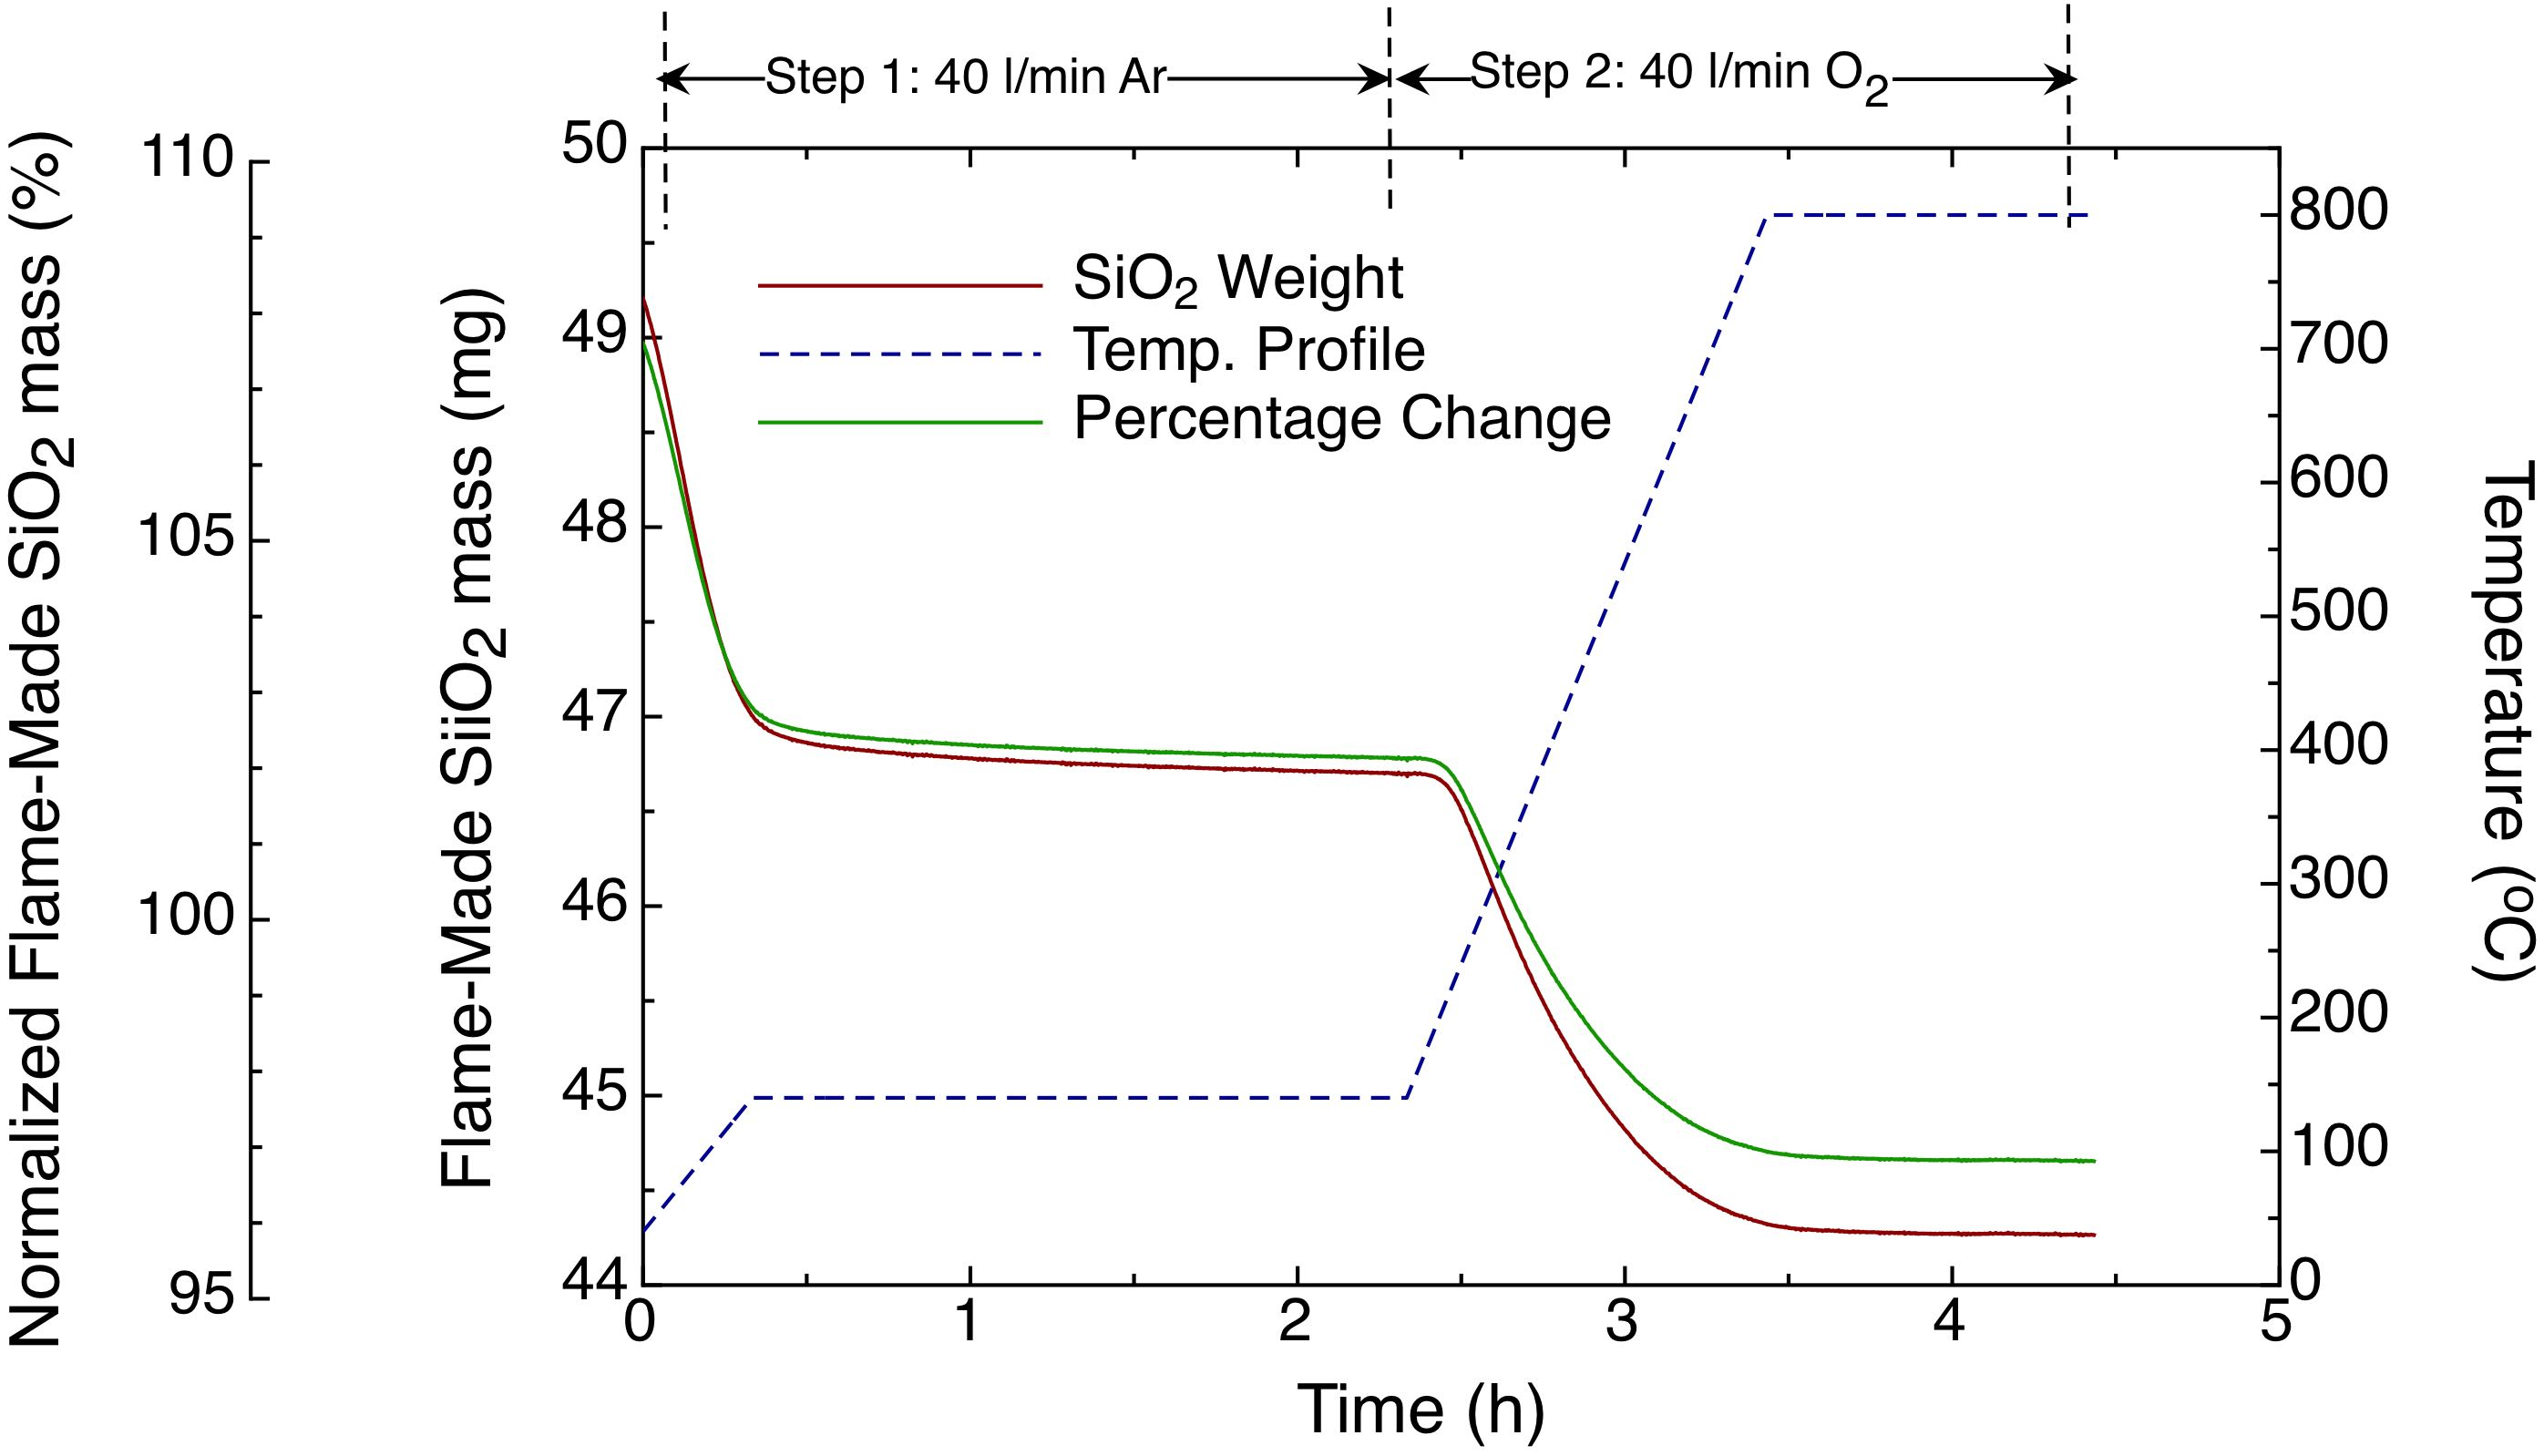 Step 1: 40 l/min Ar
Step 2: 40 l/min O2
Normalized Flame-Made SiO2 mass (%)
110
105
100
95
Flame-Made SiiO2 mass (mg)
50
49
48
47
46
45
44
SiO2 Weight
Temp. Profile
Percentage Change
800
700
600
500
400
300
200
100
0
Temperature (oC)
0 1 2 3 4 5
Time (h)